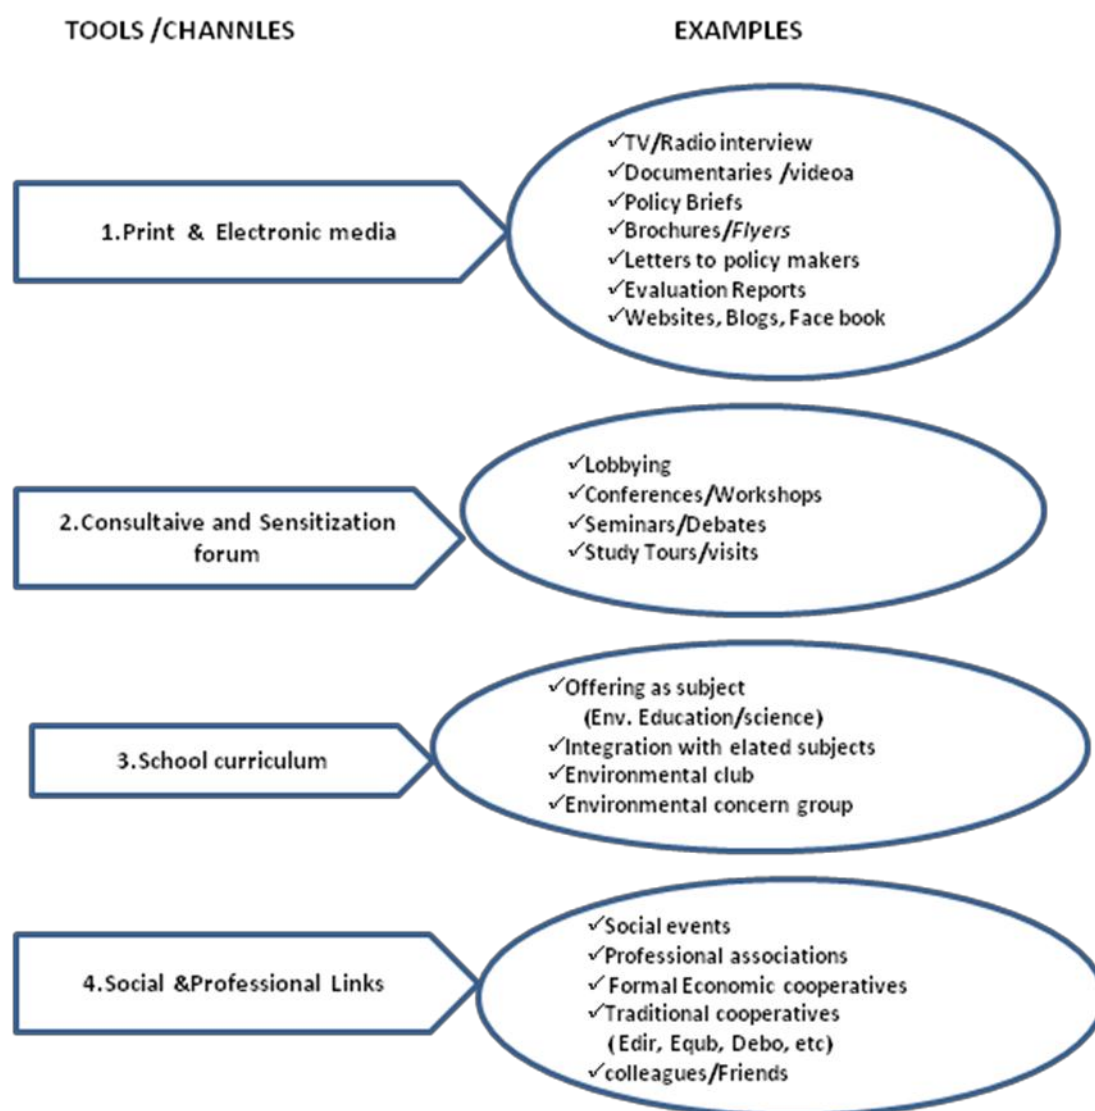 TOOLS /CHANNLES
EXAMPLES
1.Print & Electronic media
✓TV/Radio interview
✓Documentaries /videoa
✓Policy Briefs
✓Brochures/Flyers
✓Letters to policy makers
✓Evaluation Reports
✓Websites, Blogs, Face book
2.Consultaive and Sensitization
forum
✓Lobbying
✓Conferences/Workshops
✓Seminars/Debates
✓Study Tours/visits
3.School curriculum
✓Offering as subject
(Env. Education/science)
✓Integration with elated subjects
✓Environmental club
✓Environmental concern group
4.Social &Professional Links
✓Social events
✓Professional associations
✓ Formal Economic cooperatives
✓Traditional cooperatives
(Edir, Equb, Debo, etc)
✓colleagues/Friends